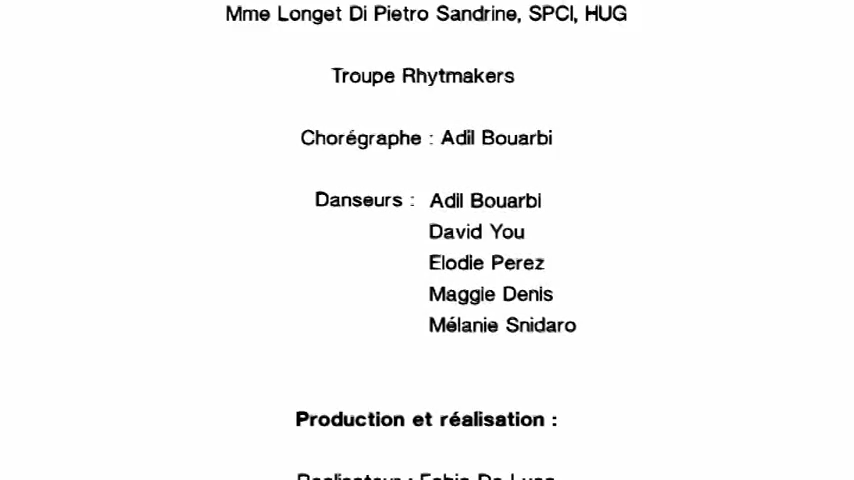 Mme Longet Di Pietro Sandrine, SPCI, HUG
Troupe Rhytmakers
Chorégraphe : Adil Bouarbi
Danseurs : Adil Bouarbi
David You
Elodie Perez
Maggie Denis
Mélanie Snidaro
Production et réalisation :